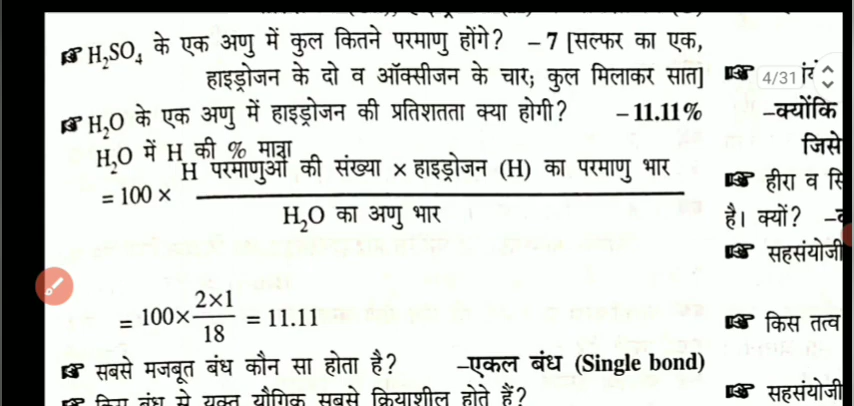 ☞ H₂SO₄ के एक अणु में कुल कितने परमाणु होंगे? –7 [सल्फर का एक,
हाइड्रोजन के दो व ऑक्सीजन के चार; कुल मिलाकर सात]
☞ H₂O के एक अणु में हाइड्रोजन की प्रतिशतता क्या होगी? –11.11%
H₂O में H की % मात्रा
= 100 × H परमाणुओं की संख्या × हाइड्रोजन (H) का परमाणु भार
H₂O का अणु भार
= 100× 2×1/18 = 11.11
☞ सबसे मजबूत बंध कौन सा होता है? –एकल बंध (Single bond)
☞ किस बंध से युक्त यौगिक सबसे क्रियाशील होते हैं?
4/31
–क्योंकि
जिसे
☞ हीरा व
है। क्यों?
☞ सहसंयोजी
☞ किस तत्व
☞ सहसंयोजी